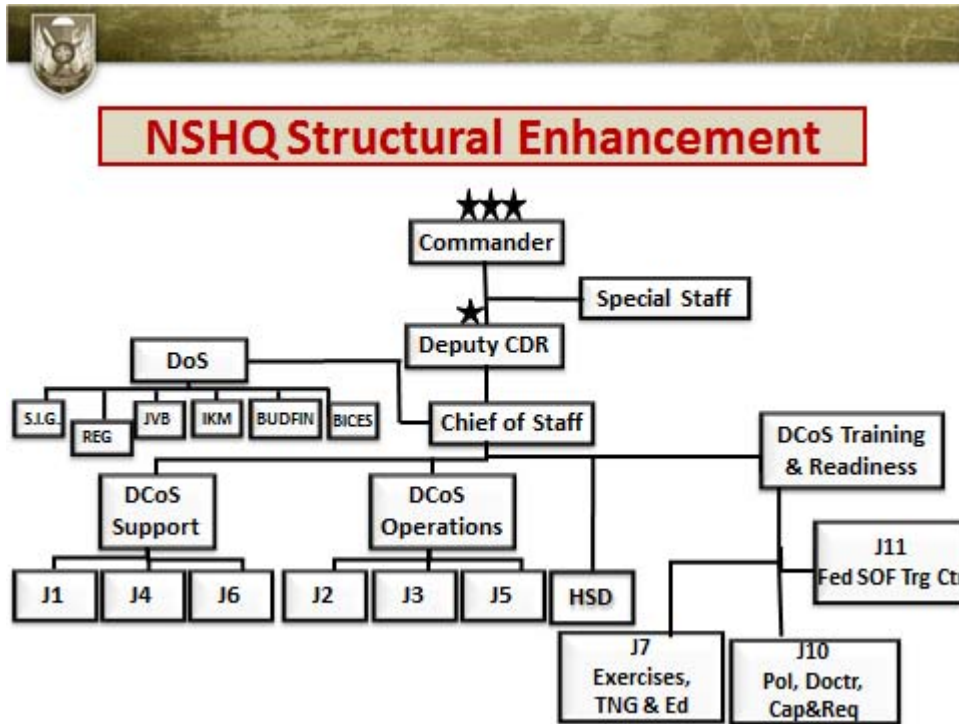 NSHQ Structural Enhancement
Commander
Special Staff
Deputy CDR
DoS
S.I.G.
REG
JVB
IKM
BUDFIN
BICES
Chief of Staff
DCoS Training
& Readiness
DCoS
Support
DCoS
Operations
J1
J4
J6
J2
J3
J5
HSD
J11
Fed SOF Trg Ctr
J7
Exercises,
TNG & Ed
J10
Pol, Doctr,
Cap&Req